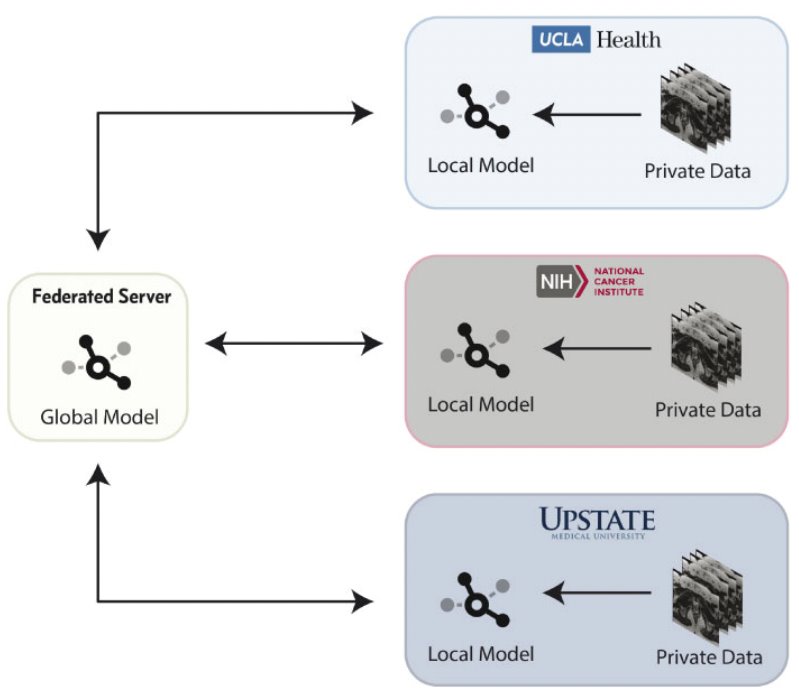 UCLA Health
Local Model
Private Data
Federated Server
Global Model
NIH NATIONAL
CANCER
INSTITUTE
Local Model
Private Data
UPSTATE
MEDICAL UNIVERSITY
Local Model
Private Data